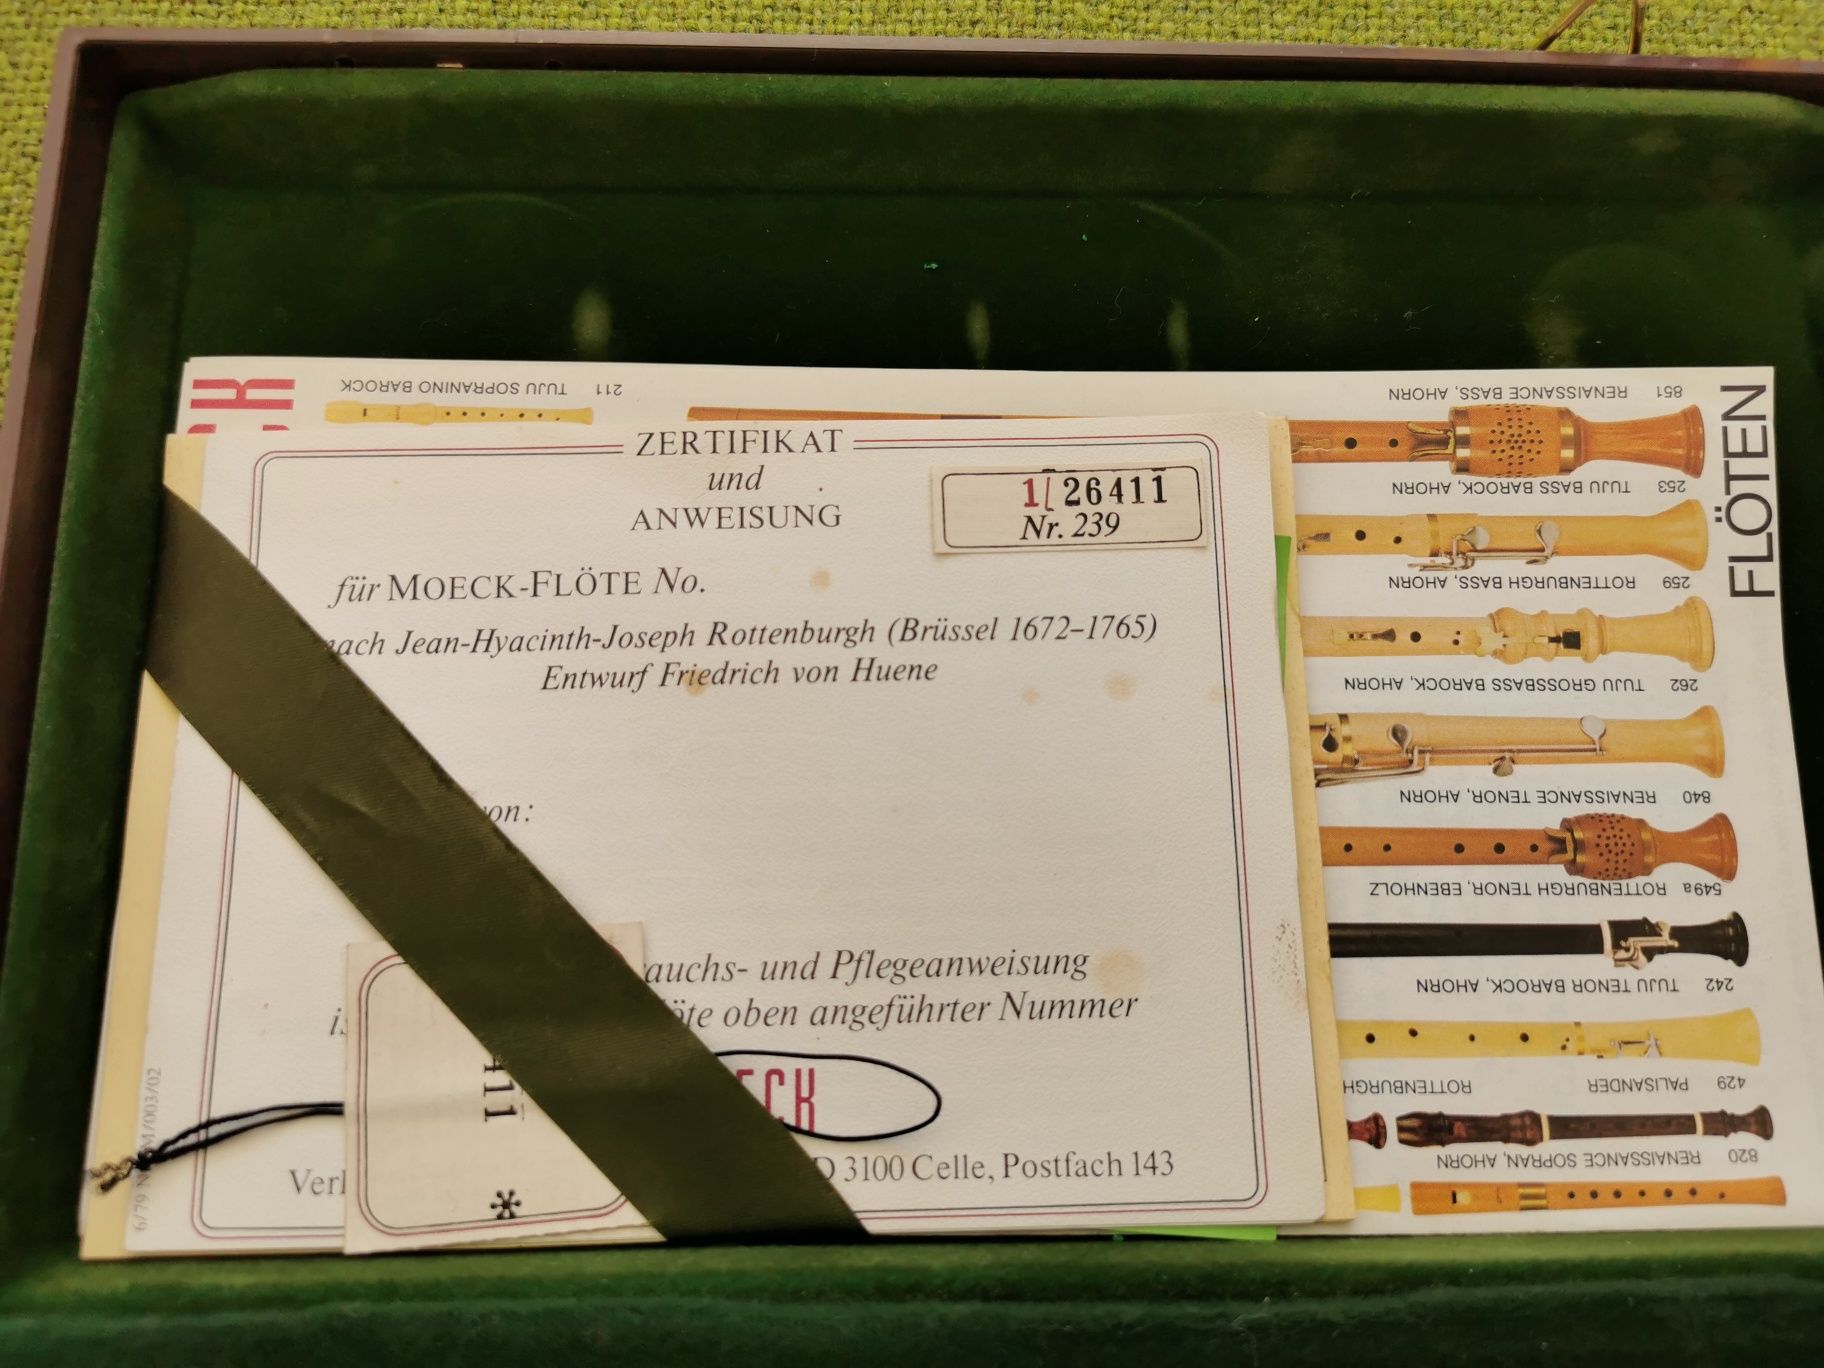 ZERTIFIKAT
und
ANWEISUNG
1/26411
Nr. 239
für MOECK-FLÖTE No.
nach Jean-Hyacinth-Joseph Rottenburgh (Brüssel 1672–1765)
Entwurf Friedrich von Huene
von:
auchs- und Pflegeanweisung
öte oben angeführter Nummer
ECK
Verl
D 3100 Celle, Postfach 143
411
*
CK
211 TUJU SOPRANINO BAROCK
FLÖTEN
851 RENAISSANCE BASS, AHORN
253 TUJU BASS BAROCK, AHORN
259 ROTTENBURGH BASS, AHORN
262 TUJU GROSSBASS BAROCK, AHORN
840 RENAISSANCE TENOR, AHORN
549a ROTTENBURGH TENOR, EBENHOLZ
242 TUJU TENOR BAROCK, AHORN
429 PALISANDER ROTTENBURGH
820 RENAISSANCE SOPRAN, AHORN